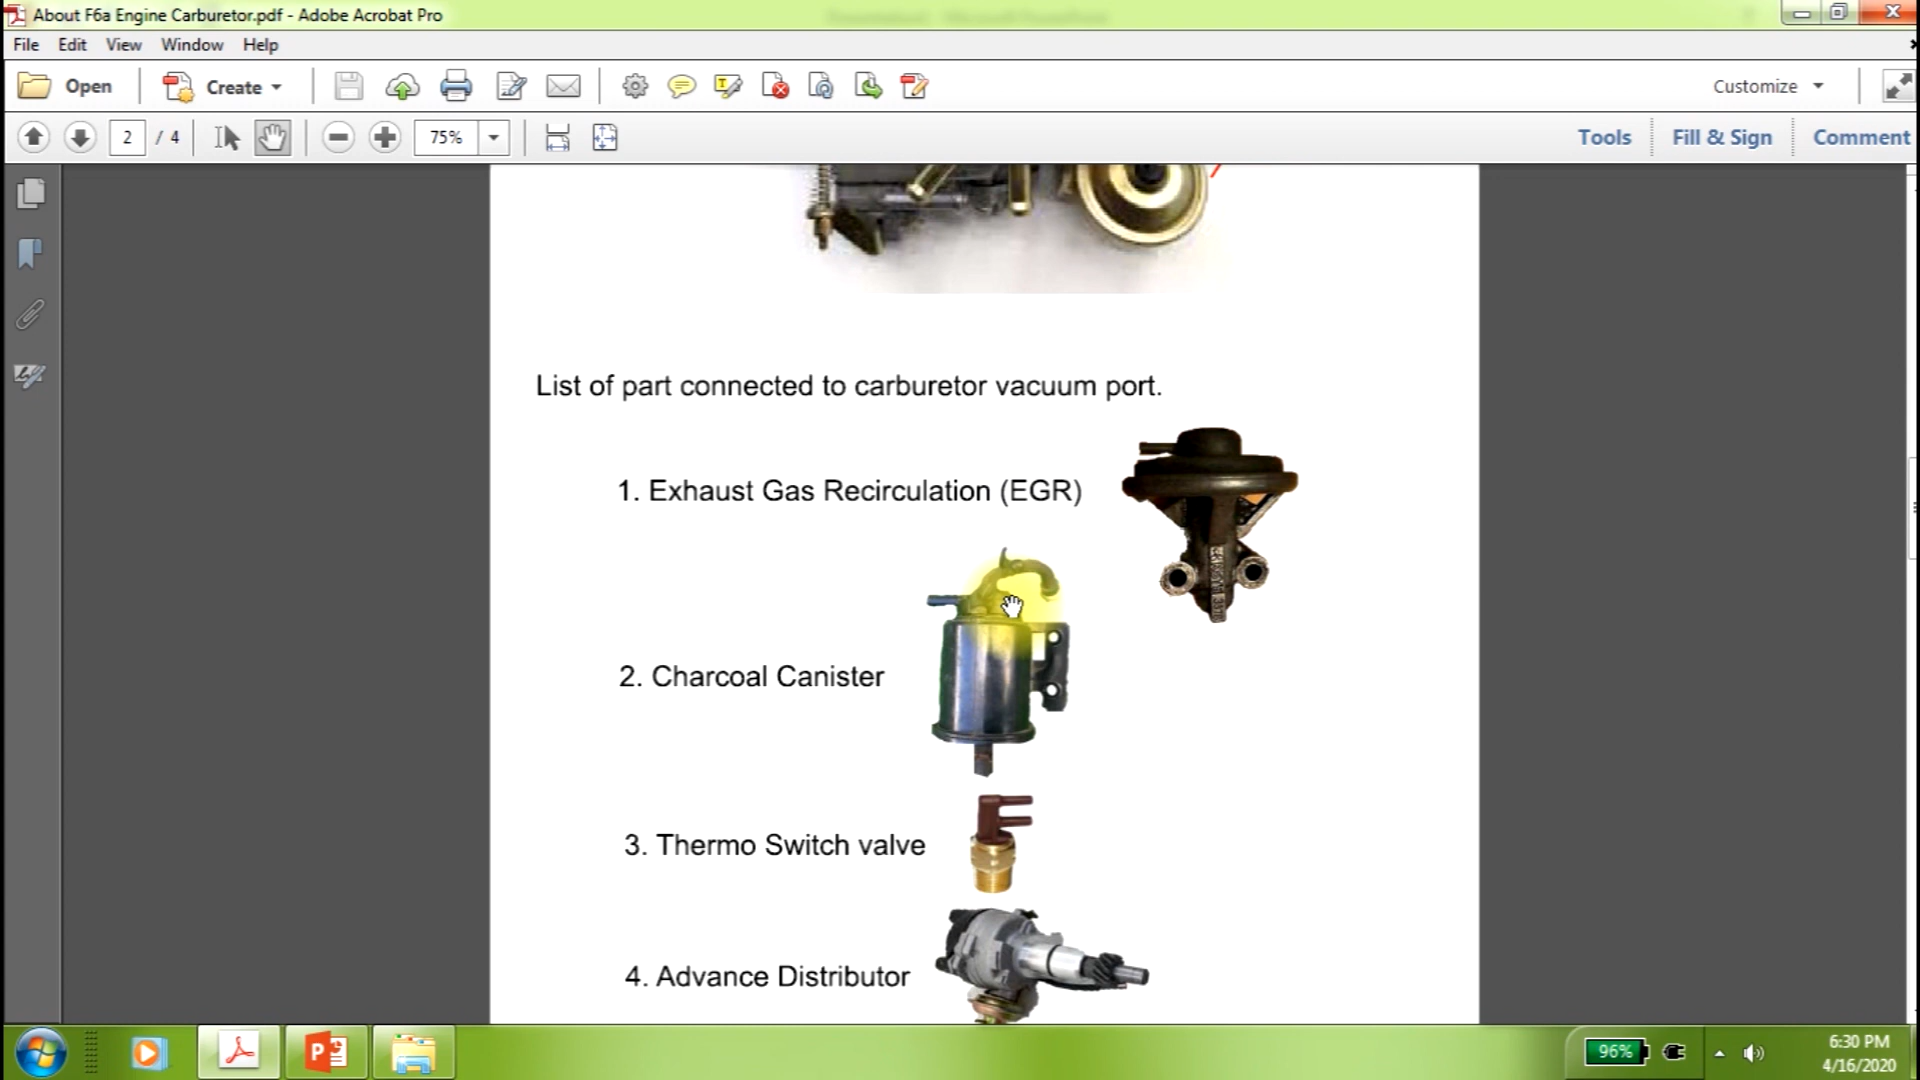 About F6a Engine Carburetor.pdf - Adobe Acrobat Pro
File Edit View Window Help
Open Create Customize
2 / 4 75% Tools Fill & Sign Comment
List of part connected to carburetor vacuum port.
1. Exhaust Gas Recirculation (EGR)
2. Charcoal Canister
3. Thermo Switch valve
4. Advance Distributor
96% 6:30 PM
4/16/2020